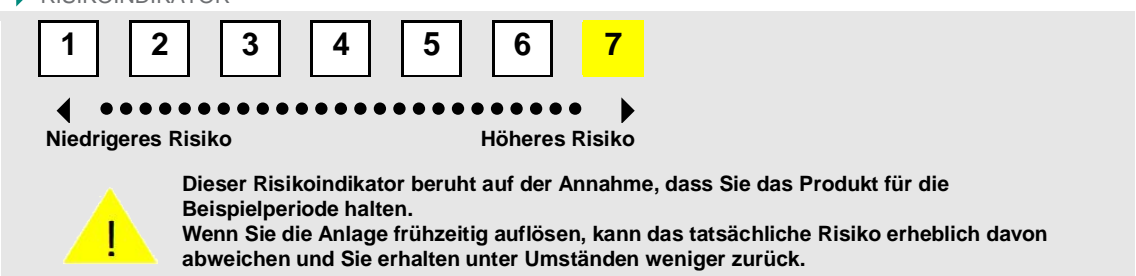 RISIKOINDIKATOR
1 2 3 4 5 6 7
Niedrigeres Risiko Höheres Risiko
Dieser Risikoindikator beruht auf der Annahme, dass Sie das Produkt für die
Beispielperiode halten.
Wenn Sie die Anlage frühzeitig auflösen, kann das tatsächliche Risiko erheblich davon
abweichen und Sie erhalten unter Umständen weniger zurück.
!